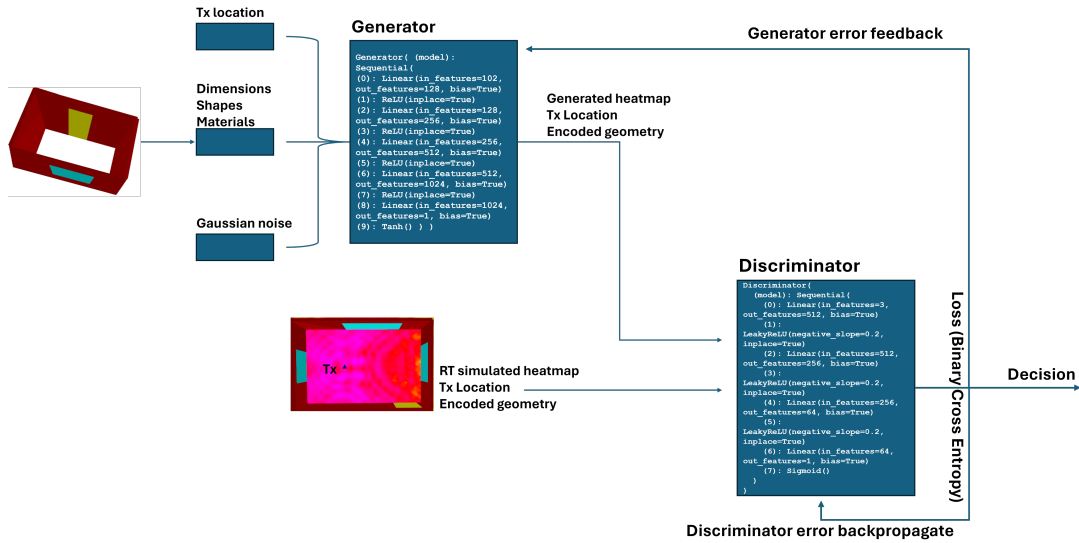 Tx location
Generator
Generator error feedback
Generator( (model):
Sequential(
(0): Linear(in_features=102,
out_features=128, bias=True)
(1): ReLU(inplace=True)
(2): Linear(in_features=128,
out_features=256, bias=True)
(3): ReLU(inplace=True)
(4): Linear(in_features=256,
out_features=512, bias=True)
(5): ReLU(inplace=True)
(6): Linear(in_features=512,
out_features=1024, bias=True)
(7): ReLU(inplace=True)
(8): Linear(in_features=1024,
out_features=1, bias=True)
(9): Tanh() ) )
Dimensions
Shapes
Materials
Gaussian noise
Generated heatmap
Tx Location
Encoded geometry
Discriminator
Discriminator(
(model): Sequential(
(0): Linear(in_features=3,
out_features=512, bias=True)
(1):
LeakyReLU(negative_slope=0.2,
inplace=True)
(2): Linear(in_features=512,
out_features=256, bias=True)
(3):
LeakyReLU(negative_slope=0.2,
inplace=True)
(4): Linear(in_features=256,
out_features=64, bias=True)
(5):
LeakyReLU(negative_slope=0.2,
inplace=True)
(6): Linear(in_features=64,
out_features=1, bias=True)
(7): Sigmoid()
)
)
Tx
RT simulated heatmap
Tx Location
Encoded geometry
Loss (Binary Cross Entropy)
Decision
Discriminator error backpropagate